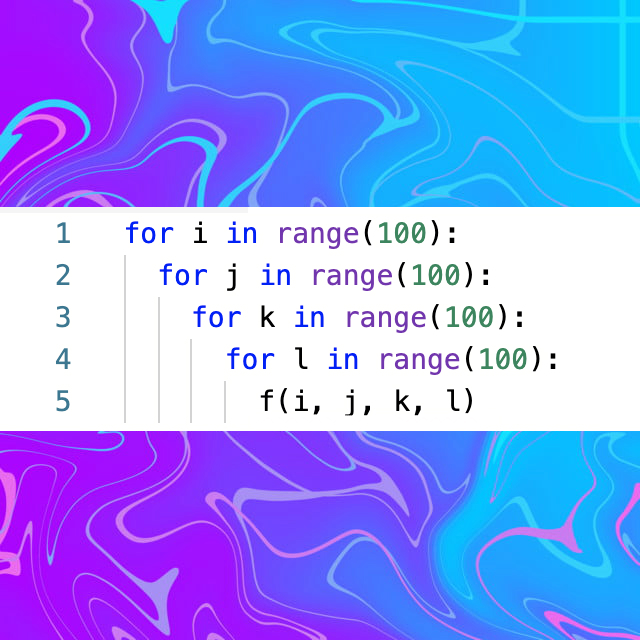 1 for i in range(100):
2 for j in range(100):
3 for k in range(100):
4 for l in range(100):
5 f(i, j, k, l)